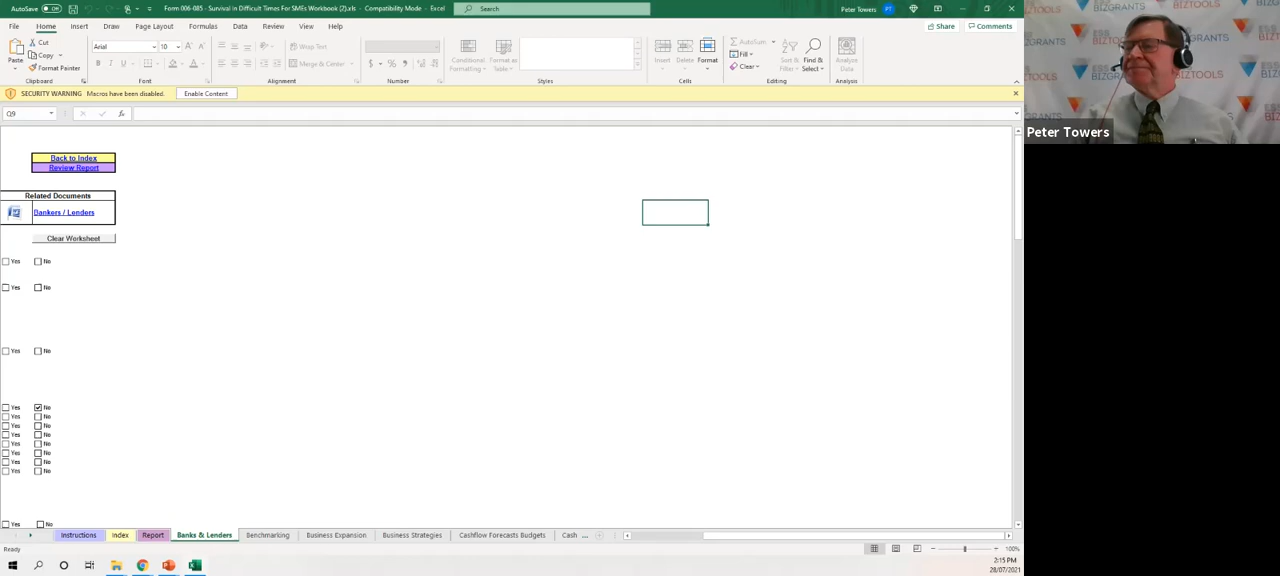 AutoSave Off
Form 006-085 - Survival In Difficult Times For SMEs Workbook (2).xls - Compatibility Mode - Excel
Search
Peter Towers PT
File Home Insert Draw Page Layout Formulas Data Review View Help
Share Comments
Paste Cut Copy Format Painter
Arial 10
Wrap Text
Merge & Center
Conditional Formatting Format as Table
Insert Delete Format
AutoSum Fill Clear
Sort & Filter Find & Select
Analyse Data
Clipboard Font Alignment Number Styles Cells Editing Analysis
SECURITY WARNING Macros have been disabled. Enable Content
Q9 fx
Back to Index
Review Report
Related Documents
Bankers / Lenders
Clear Worksheet
Yes No
Yes No
Yes No
Yes No
Yes No
Yes No
Yes No
Yes No
Yes No
Yes No
Yes No
Yes No
Instructions Index Report Banks & Lenders Benchmarking Business Expansion Business Strategies Cashflow Forecasts Budgets Cash ...
Ready
100%
2:15 PM
28/07/2021
ESS
BIZGRANTS
BIZTOOLS
Peter Towers